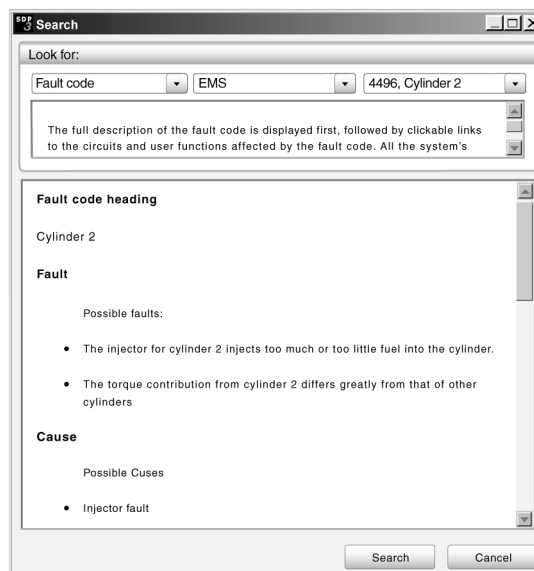 SDP
3 Search
Look for:
Fault code EMS 4496, Cylinder 2
The full description of the fault code is displayed first, followed by clickable links
to the circuits and user functions affected by the fault code. All the system's
Fault code heading
Cylinder 2
Fault
Possible faults:
• The injector for cylinder 2 injects too much or too little fuel into the cylinder.
• The torque contribution from cylinder 2 differs greatly from that of other
cylinders
Cause
Possible Cuses
• Injector fault
Search Cancel